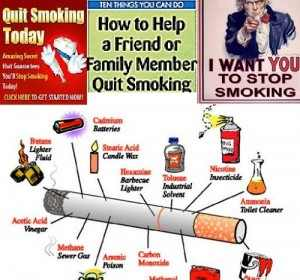 Quit Smoking
Today
Amazing Secret
that Guarantees
You'll Stop Smoking
Today!
CLICK HERE TO GET STARTED NOW!
TEN THINGS YOU CAN DO
How to Help
a Friend or
Family Member
Quit Smoking
I WANT YOU
TO STOP
SMOKING
Cadmium
Batteries
Butane
Lighter
Fluid
Stearic Acid
Candle Wax
Hexamine
Barbecue
Lighter
Toluene
Industrial
Solvent
Nicotine
Insecticide
Ammonia
Toilet Cleaner
Acetic Acid
Vinegar
Methane
Sewer Gas
Arsenic
Poison
Carbon
Monoxide
Methanol